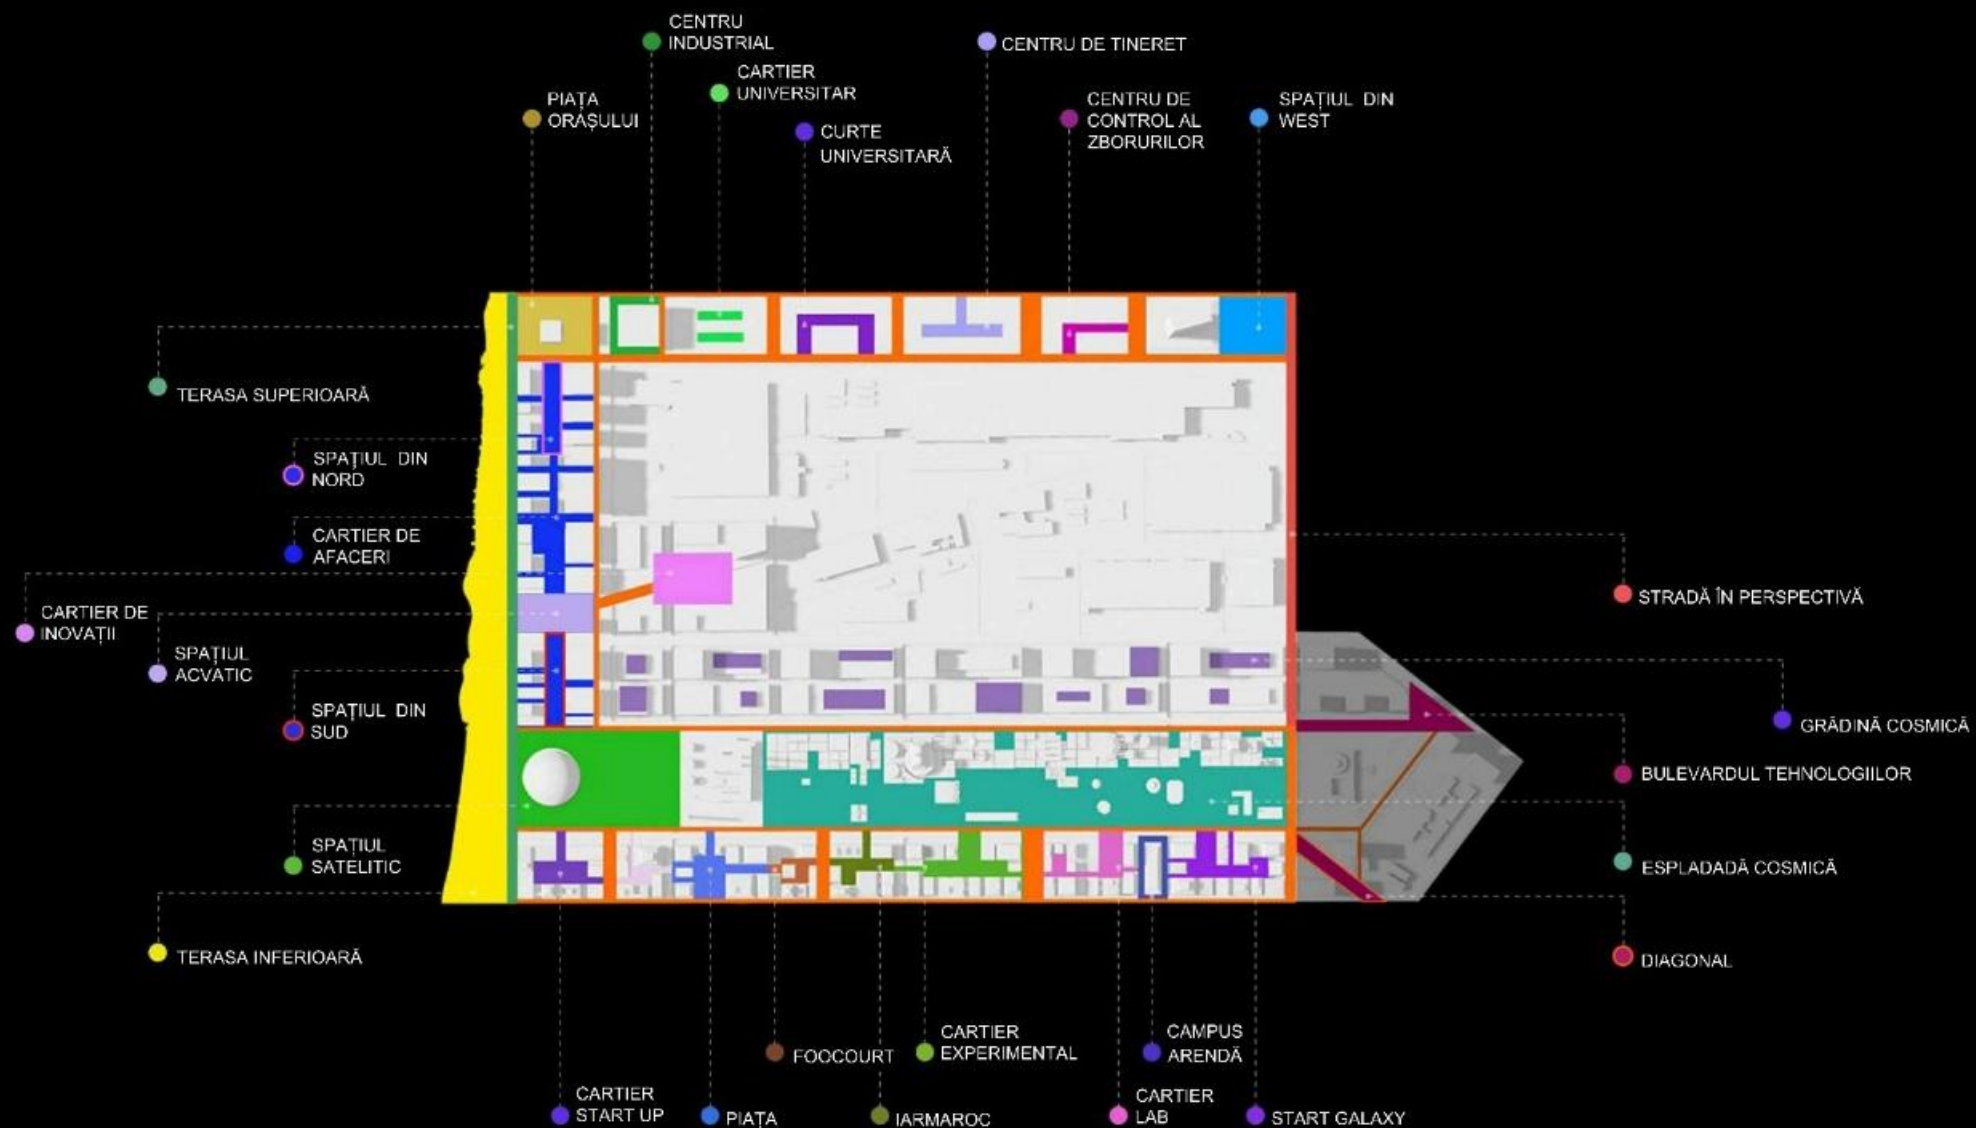 CENTRU
INDUSTRIAL
CENTRU DE TINERET
CARTIER
UNIVERSITAR
PIAȚA
ORAȘULUI
CURTE
UNIVERSITARĂ
CENTRU DE
CONTROL AL
ZBORURILOR
SPAȚIUL DIN
WEST
TERASA SUPERIOARĂ
SPAȚIUL DIN
NORD
CARTIER DE
AFACERI
CARTIER DE
INOVAȚII
SPAȚIUL
ACVATIC
SPAȚIUL DIN
SUD
SPAȚIUL
SATELITIC
TERASA INFERIOARĂ
STRADĂ ÎN PERSPECTIVĂ
GRĂDINĂ COSMICĂ
BULEVARDUL TEHNOLOGIILOR
ESPLADADĂ COSMICĂ
DIAGONAL
CARTIER
START UP
PIAȚA
FOOCOURT
IARMAROC
CARTIER
EXPERIMENTAL
CARTIER
LAB
CAMPUS
ARENDĂ
START GALAXY